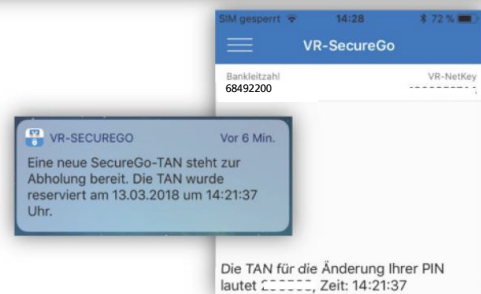 SIM gesperrt 14:28 72 %
VR-SecureGo
Bankleitzahl VR-NetKey
68492200
VR-SECUREGO Vor 6 Min.
Eine neue SecureGo-TAN steht zur
Abholung bereit. Die TAN wurde
reserviert am 13.03.2018 um 14:21:37
Uhr.
Die TAN für die Änderung Ihrer PIN
lautet , Zeit: 14:21:37